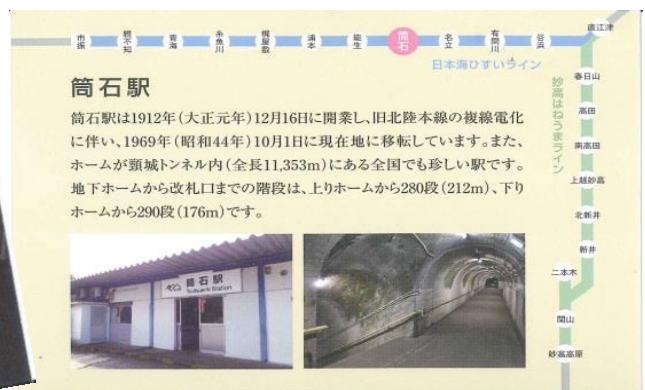 市振
親不知
青海
糸魚川
梶屋敷
浦本
能生
筒石
名立
有間川
谷浜
直江津
日本海ひすいライン
妙高はねうまライン
春日山
高田
南高田
上越妙高
北新井
新井
二本木
関山
妙高高原
筒石駅
筒石駅は1912年(大正元年)12月16日に開業し、旧北陸本線の複線電化
に伴い、1969年(昭和44年)10月1日に現在地に移転しています。また、
ホームが頸城トンネル内(全長11,353m)にある全国でも珍しい駅です。
地下ホームから改札口までの階段は、上りホームから280段(212m)、下り
ホームから290段(176m)です。
筒石駅
Tsutsuishi Station